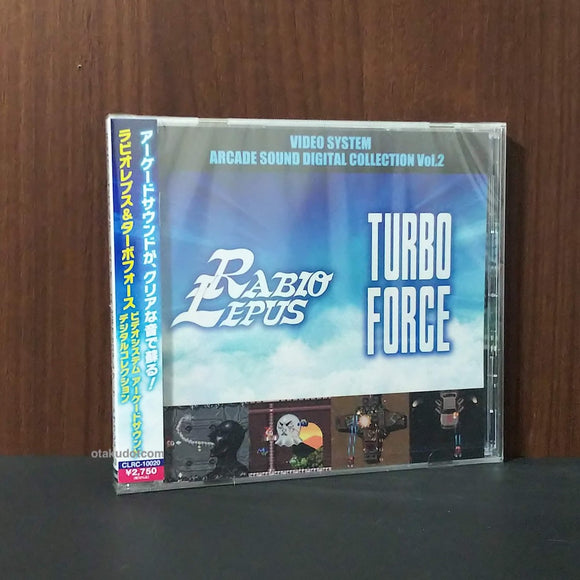 VIDEO SYSTEM
ARCADE SOUND DIGITAL COLLECTION Vol.2
RABIO
LEPUS
TURBO
FORCE
アーケードサウンドが、クリアな音で蘇る!
ラビオレプス&ターボフォース
ビデオシステム アーケードサウンド
デジタルコレクション
otakudo.com
CLRC-10020
¥2,750